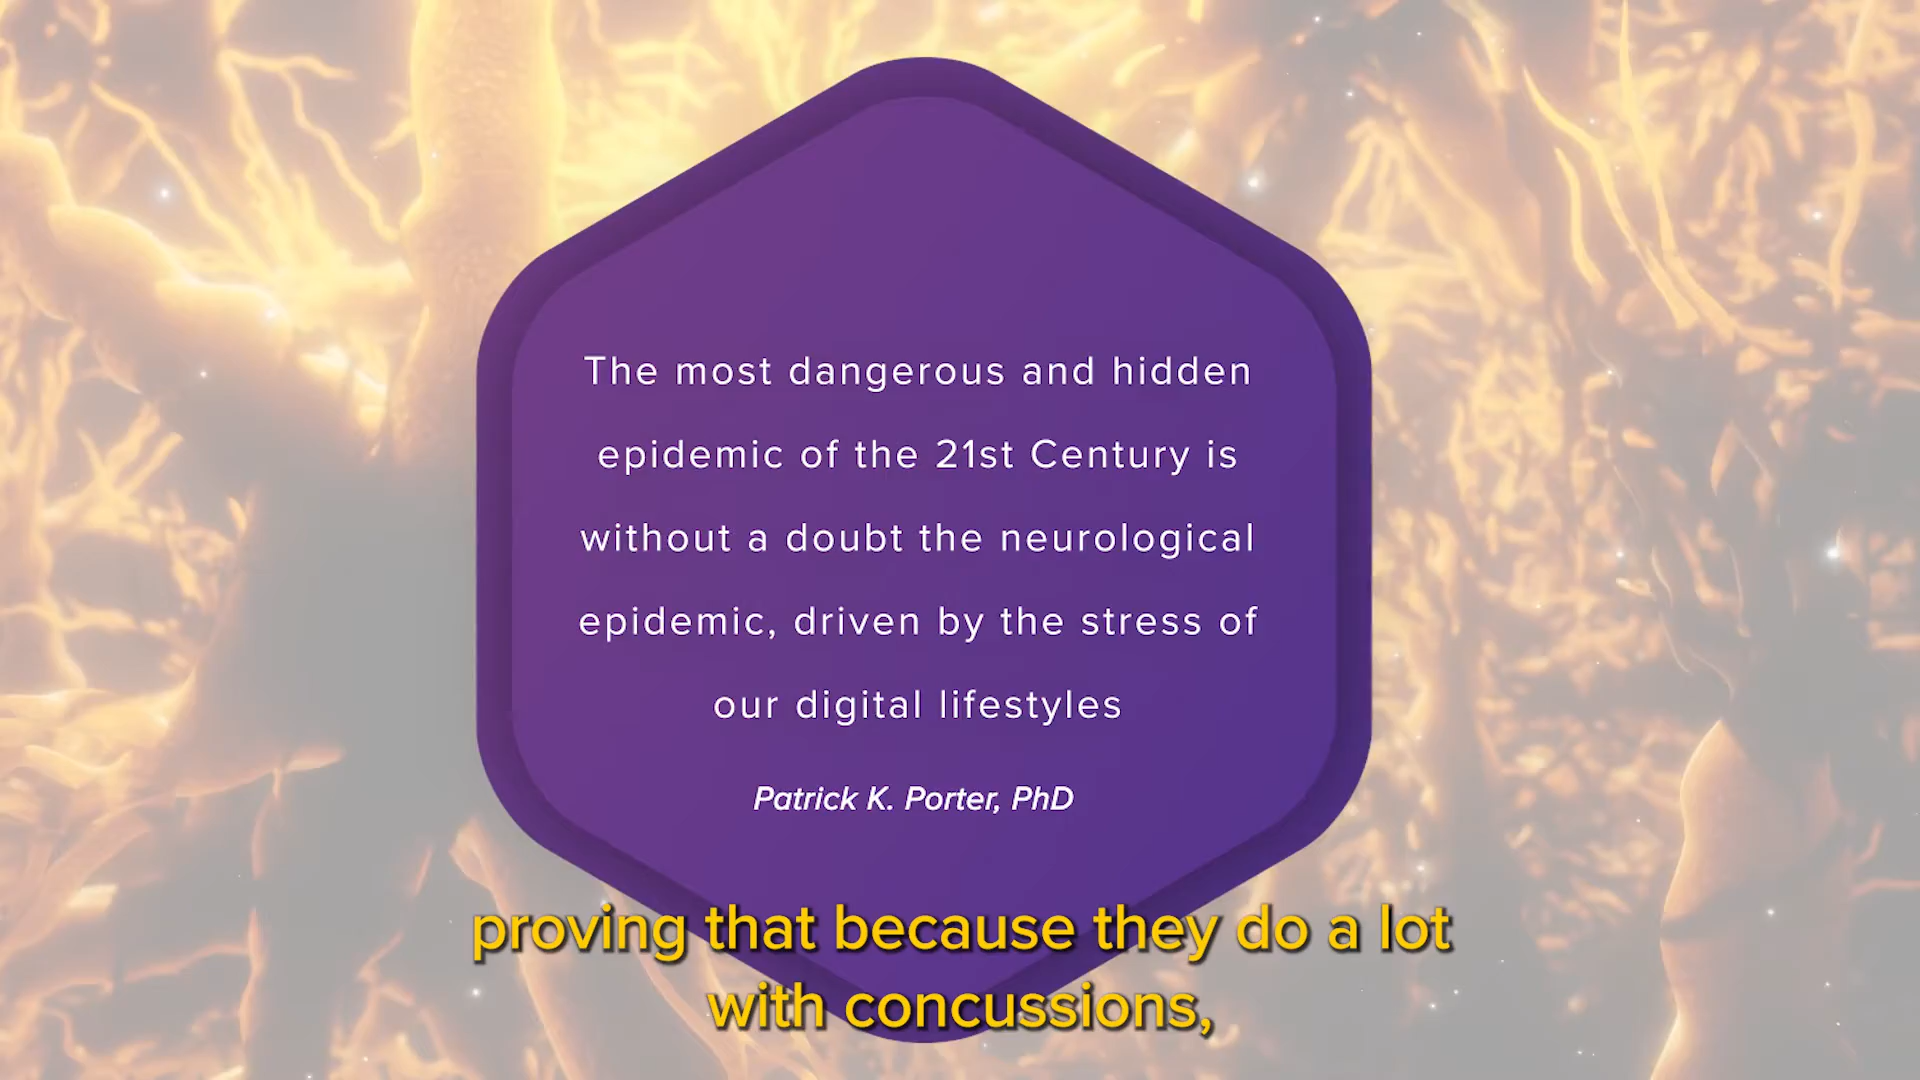 The most dangerous and hidden
epidemic of the 21st Century is
without a doubt the neurological
epidemic, driven by the stress of
our digital lifestyles
Patrick K. Porter, PhD
proving that because they do a lot
with concussions,